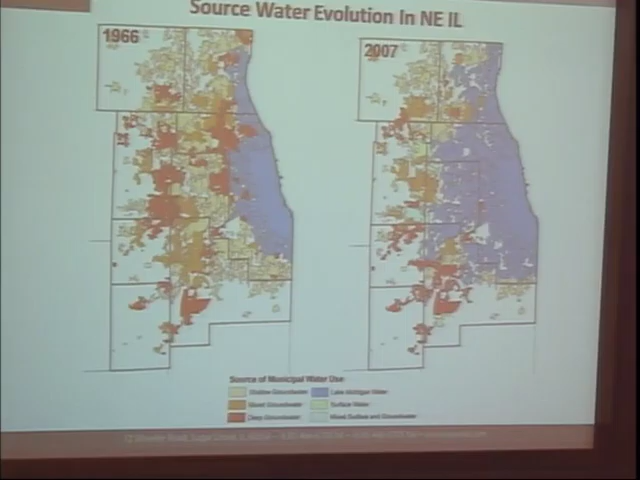 Source Water Evolution In NE IL
1966
2007
Source of Municipal Water Use
Shallow Groundwater
Lake Michigan Water
Mixed Groundwater
Surface Water
Deep Groundwater
Mixed Surface and Groundwater